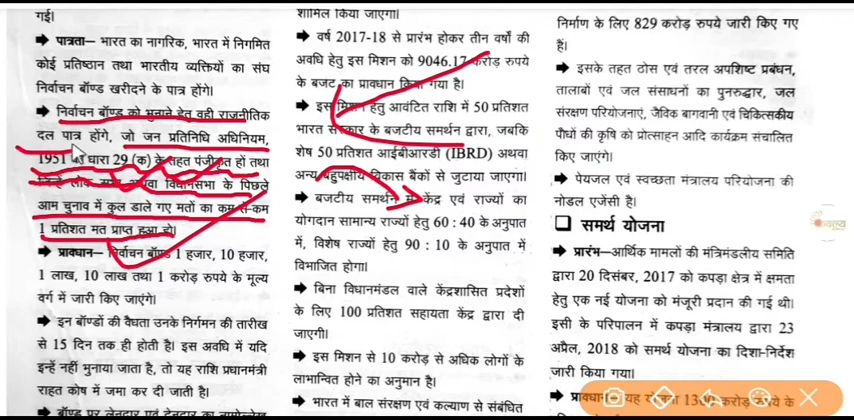 गई।
➡ पात्रता— भारत का नागरिक, भारत में निगमित
कोई प्रतिष्ठान तथा भारतीय व्यक्तियों का संघ
निर्वाचन बॉण्ड खरीदने के पात्र होंगे।
➡ निर्वाचन बॉण्ड को भुनाने हेतु वही राजनीतिक
दल पात्र होंगे, जो जन प्रतिनिधि अधिनियम,
1951 धारा 29 (क) के तहत पंजीकृत हों तथा
लोक अथवा विधानसभा के पिछले
आम चुनाव में कुल डाले गए मतों का कम-से-कम
1 प्रतिशत मत प्राप्त हुआ हो।
➡ प्रावधान— निर्वाचन बॉण्ड 1 हजार, 10 हजार,
1 लाख, 10 लाख तथा 1 करोड़ रुपये के मूल्य
वर्ग में जारी किए जाएंगे।
➡ इन बॉण्डों की वैधता उनके निर्गमन की तारीख
से 15 दिन तक ही होती है। इस अवधि में यदि
इन्हें नहीं भुनाया जाता है, तो यह राशि प्रधानमंत्री
राहत कोष में जमा कर दी जाती है।
शामिल किया जाएगा।
➡ वर्ष 2017-18 से प्रारंभ होकर तीन वर्षों की
अवधि हेतु इस मिशन को 9046.17 करोड़ रुपये
के बजट का प्रावधान किया गया है।
➡ इस मिशन हेतु आवंटित राशि में 50 प्रतिशत
भारत सरकार के बजटीय समर्थन द्वारा, जबकि
शेष 50 प्रतिशत आईबीआरडी (IBRD) अथवा
अन्य बहुपक्षीय विकास बैंकों से जुटाया जाएगा।
➡ बजटीय समर्थन में केंद्र एवं राज्यों का
योगदान सामान्य राज्यों हेतु 60 : 40 के अनुपात
में, विशेष राज्यों हेतु 90 : 10 के अनुपात में
विभाजित होगा।
➡ बिना विधानमंडल वाले केंद्रशासित प्रदेशों
के लिए 100 प्रतिशत सहायता केंद्र द्वारा दी
जाएगी।
➡ इस मिशन से 10 करोड़ से अधिक लोगों के
लाभान्वित होने का अनुमान है।
➡ भारत में बाल संरक्षण एवं कल्याण से संबंधित
निर्माण के लिए 829 करोड़ रुपये जारी किए गए
हैं।
➡ इसके तहत ठोस एवं तरल अपशिष्ट प्रबंधन,
तालाबों एवं जल संसाधनों का पुनरुद्धार, जल
संरक्षण परियोजनाएं, जैविक बागवानी एवं चिकित्सकीय
पौधों की कृषि को प्रोत्साहन आदि कार्यक्रम संचालित
किए जाएंगे।
➡ पेयजल एवं स्वच्छता मंत्रालय परियोजना की
नोडल एजेंसी है।
❑ समर्थ योजना
➡ प्रारंभ— आर्थिक मामलों की मंत्रिमंडलीय समिति
द्वारा 20 दिसंबर, 2017 को कपड़ा क्षेत्र में क्षमता
हेतु एक नई योजना को मंजूरी प्रदान की गई थी।
इसी के परिपालन में कपड़ा मंत्रालय द्वारा 23
अप्रैल, 2018 को समर्थ योजना का दिशा-निर्देश
जारी किया गया।
➡ यह करोड़ रुपये के